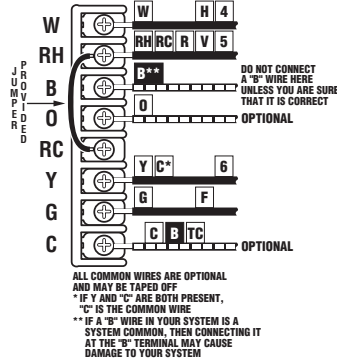 W W H 4
RH RH RC R V 5
JUMPER PROVIDED
B B** DO NOT CONNECT
A "B" WIRE HERE
UNLESS YOU ARE SURE
THAT IT IS CORRECT
O O OPTIONAL
RC
Y Y C* 6
G G F
C C B TC OPTIONAL
ALL COMMON WIRES ARE OPTIONAL
AND MAY BE TAPED OFF
* IF Y AND "C" ARE BOTH PRESENT,
"C" IS THE COMMON WIRE
** IF A "B" WIRE IN YOUR SYSTEM IS A
SYSTEM COMMON, THEN CONNECTING IT
AT THE "B" TERMINAL MAY CAUSE
DAMAGE TO YOUR SYSTEM